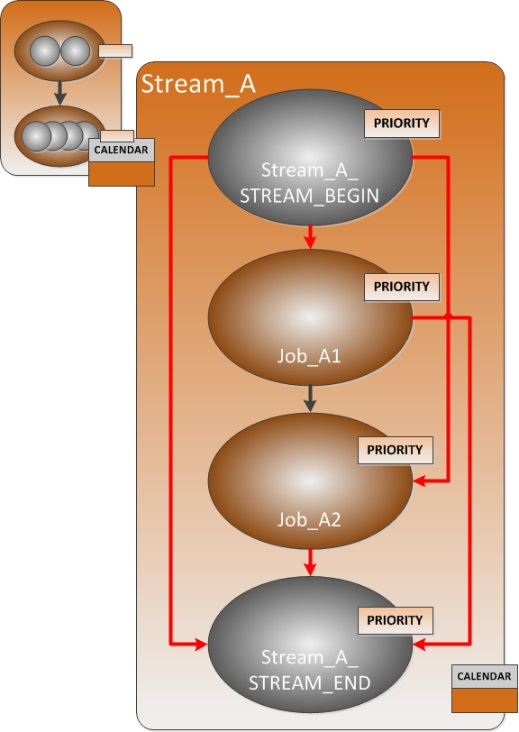 CALENDAR
Stream_A
PRIORITY
Stream_A_
STREAM_BEGIN
PRIORITY
Job_A1
PRIORITY
Job_A2
PRIORITY
Stream_A_
STREAM_END
CALENDAR